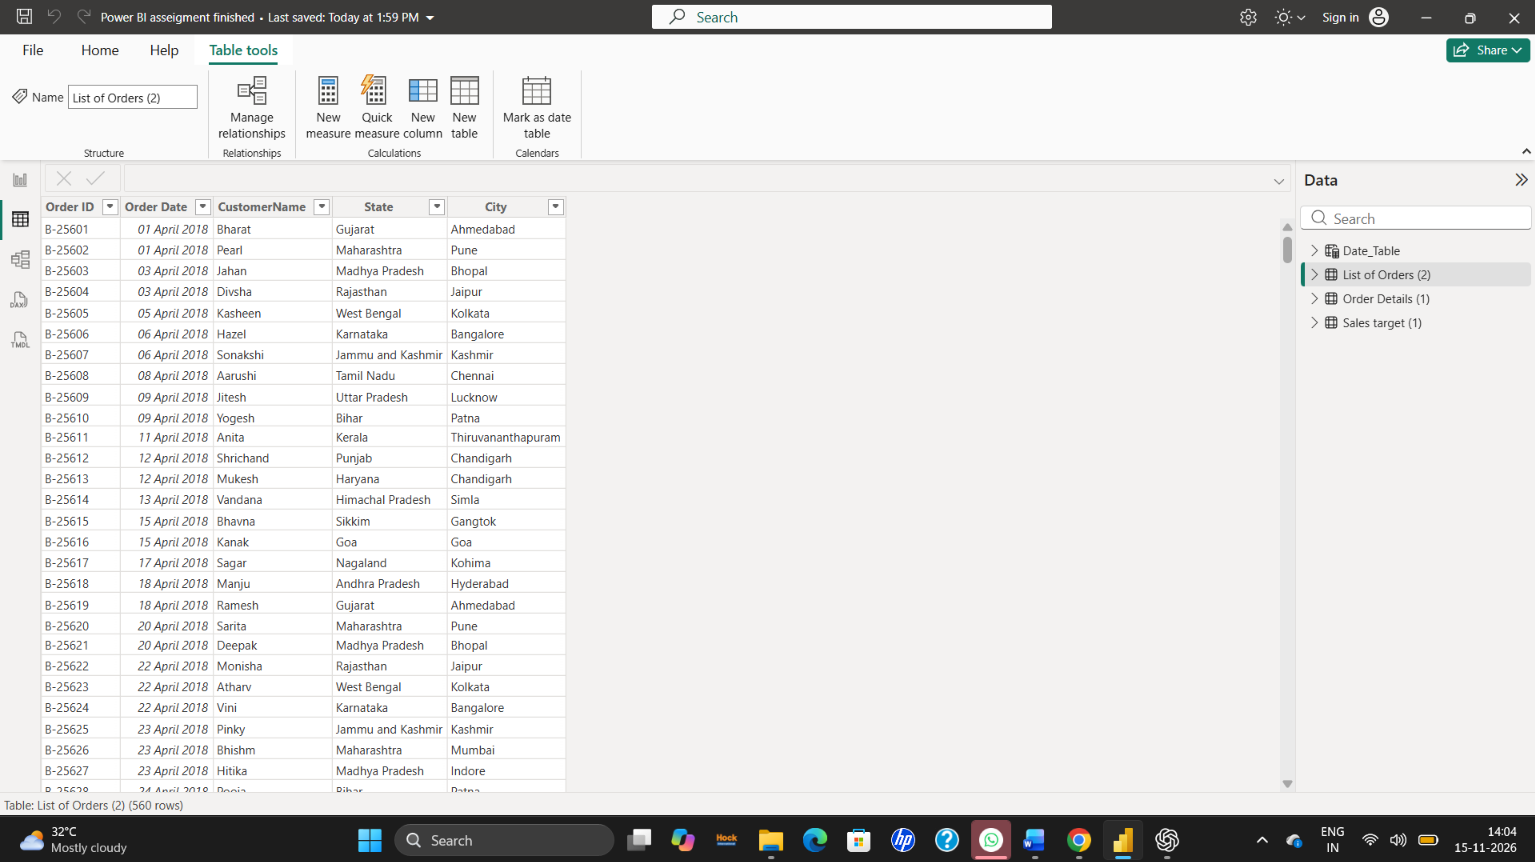 Power BI asseigment finished • Last saved: Today at 1:59 PM
Search
Sign in
File Home Help Table tools
Share
Name List of Orders (2)
Manage relationships
New measure
Quick measure
New column
New table
Mark as date table
Structure Relationships Calculations Calendars
Data
Search
Date_Table
List of Orders (2)
Order Details (1)
Sales target (1)
DAX
TMDL
Order ID Order Date CustomerName State City
B-25601 01 April 2018 Bharat Gujarat Ahmedabad
B-25602 01 April 2018 Pearl Maharashtra Pune
B-25603 03 April 2018 Jahan Madhya Pradesh Bhopal
B-25604 03 April 2018 Divsha Rajasthan Jaipur
B-25605 05 April 2018 Kasheen West Bengal Kolkata
B-25606 06 April 2018 Hazel Karnataka Bangalore
B-25607 06 April 2018 Sonakshi Jammu and Kashmir Kashmir
B-25608 08 April 2018 Aarushi Tamil Nadu Chennai
B-25609 09 April 2018 Jitesh Uttar Pradesh Lucknow
B-25610 09 April 2018 Yogesh Bihar Patna
B-25611 11 April 2018 Anita Kerala Thiruvananthapuram
B-25612 12 April 2018 Shrichand Punjab Chandigarh
B-25613 12 April 2018 Mukesh Haryana Chandigarh
B-25614 13 April 2018 Vandana Himachal Pradesh Simla
B-25615 15 April 2018 Bhavna Sikkim Gangtok
B-25616 15 April 2018 Kanak Goa Goa
B-25617 17 April 2018 Sagar Nagaland Kohima
B-25618 18 April 2018 Manju Andhra Pradesh Hyderabad
B-25619 18 April 2018 Ramesh Gujarat Ahmedabad
B-25620 20 April 2018 Sarita Maharashtra Pune
B-25621 20 April 2018 Deepak Madhya Pradesh Bhopal
B-25622 22 April 2018 Monisha Rajasthan Jaipur
B-25623 22 April 2018 Atharv West Bengal Kolkata
B-25624 22 April 2018 Vini Karnataka Bangalore
B-25625 23 April 2018 Pinky Jammu and Kashmir Kashmir
B-25626 23 April 2018 Bhishm Maharashtra Mumbai
B-25627 23 April 2018 Hitika Madhya Pradesh Indore
B-25628 24 April 2018 Pooja Bihar Patna
Table: List of Orders (2) (560 rows)
32°C
Mostly cloudy
Search
Hock
hp
ENG
IN
14:04
15-11-2026